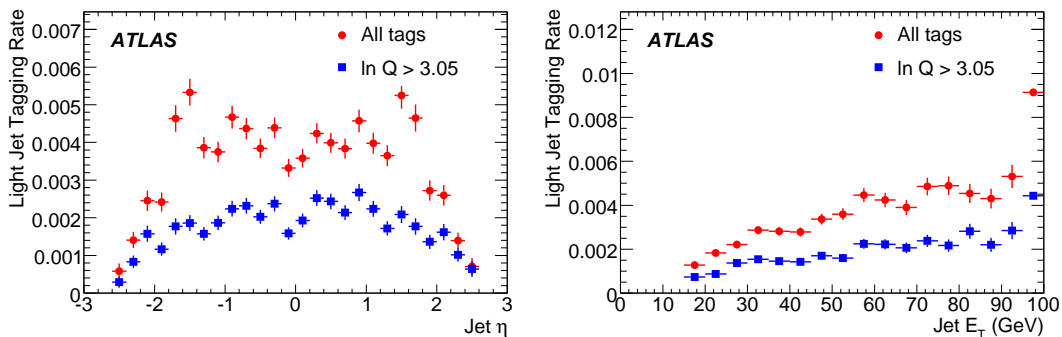 Light Jet Tagging Rate
0.007
0.006
0.005
0.004
0.003
0.002
0.001
0
ATLAS
All tags
ln Q > 3.05
-3 -2 -1 0 1 2 3
Jet η
Light Jet Tagging Rate
0.012
0.01
0.008
0.006
0.004
0.002
0
ATLAS
All tags
ln Q > 3.05
0 10 20 30 40 50 60 70 80 90 100
Jet E_T (GeV)